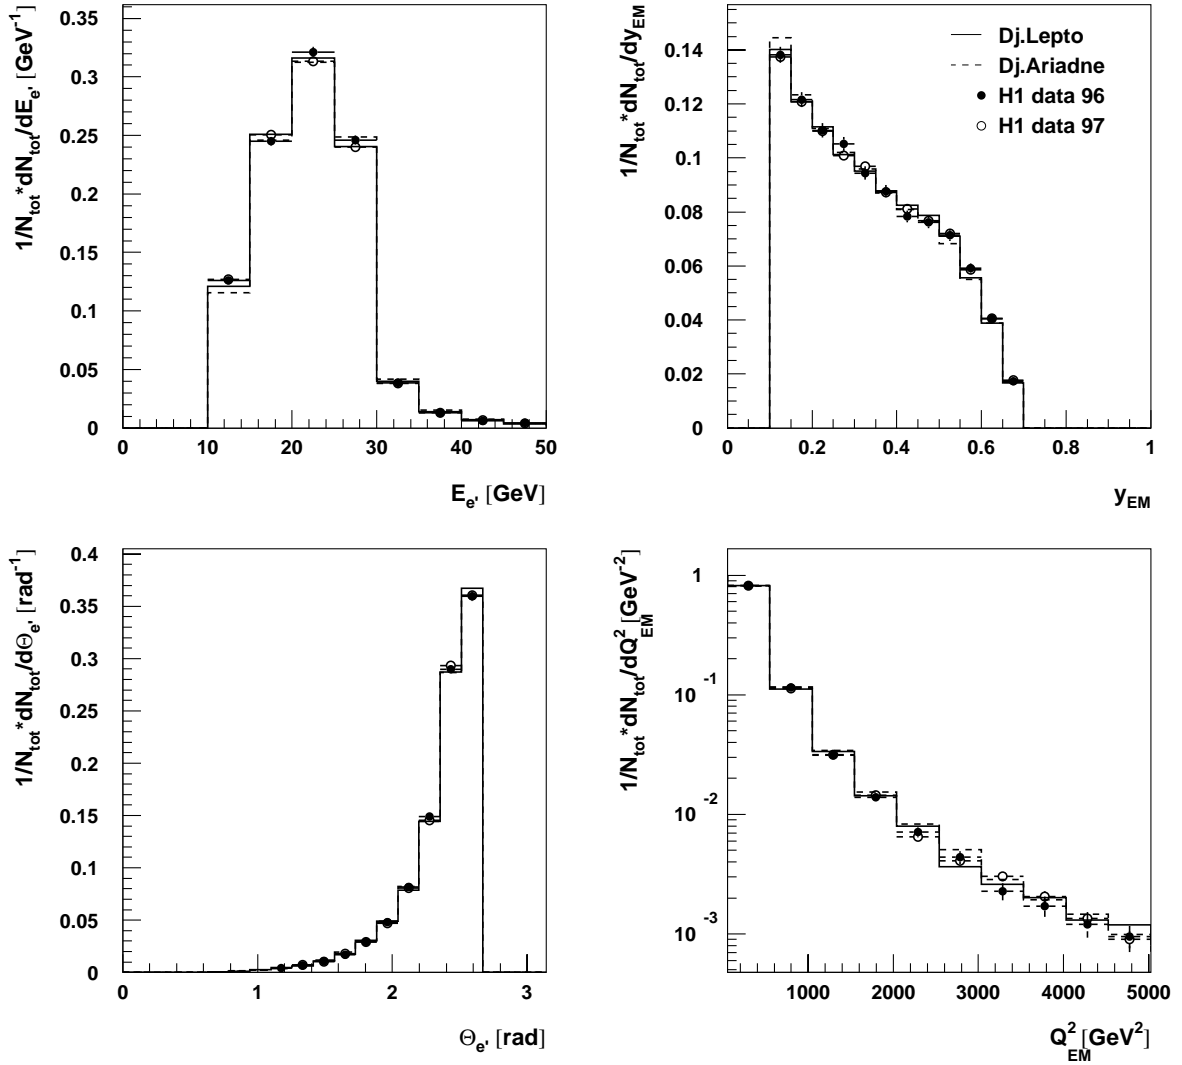 1/N_tot*dN_tot/dE_e' [GeV^-1]
0.35
0.3
0.25
0.2
0.15
0.1
0.05
0
0 10 20 30 40 50
E_e' [GeV]
1/N_tot*dN_tot/dy_EM
0.14
0.12
0.1
0.08
0.06
0.04
0.02
0
0 0.2 0.4 0.6 0.8 1
y_EM
Dj.Lepto
Dj.Ariadne
H1 data 96
H1 data 97
1/N_tot*dN_tot/dΘ_e' [rad^-1]
0.4
0.35
0.3
0.25
0.2
0.15
0.1
0.05
0
0 1 2 3
Θ_e' [rad]
1/N_tot*dN_tot/dQ^2_EM [GeV^-2]
1
10^-1
10^-2
10^-3
1000 2000 3000 4000 5000
Q^2_EM [GeV^2]